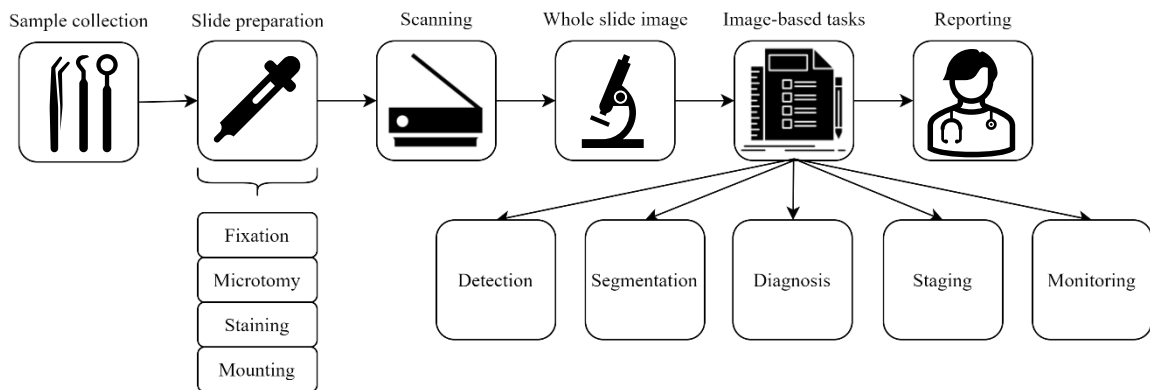 Sample collection
Slide preparation
Scanning
Whole slide image
Image-based tasks
Reporting
Fixation
Microtomy
Staining
Mounting
Detection
Segmentation
Diagnosis
Staging
Monitoring